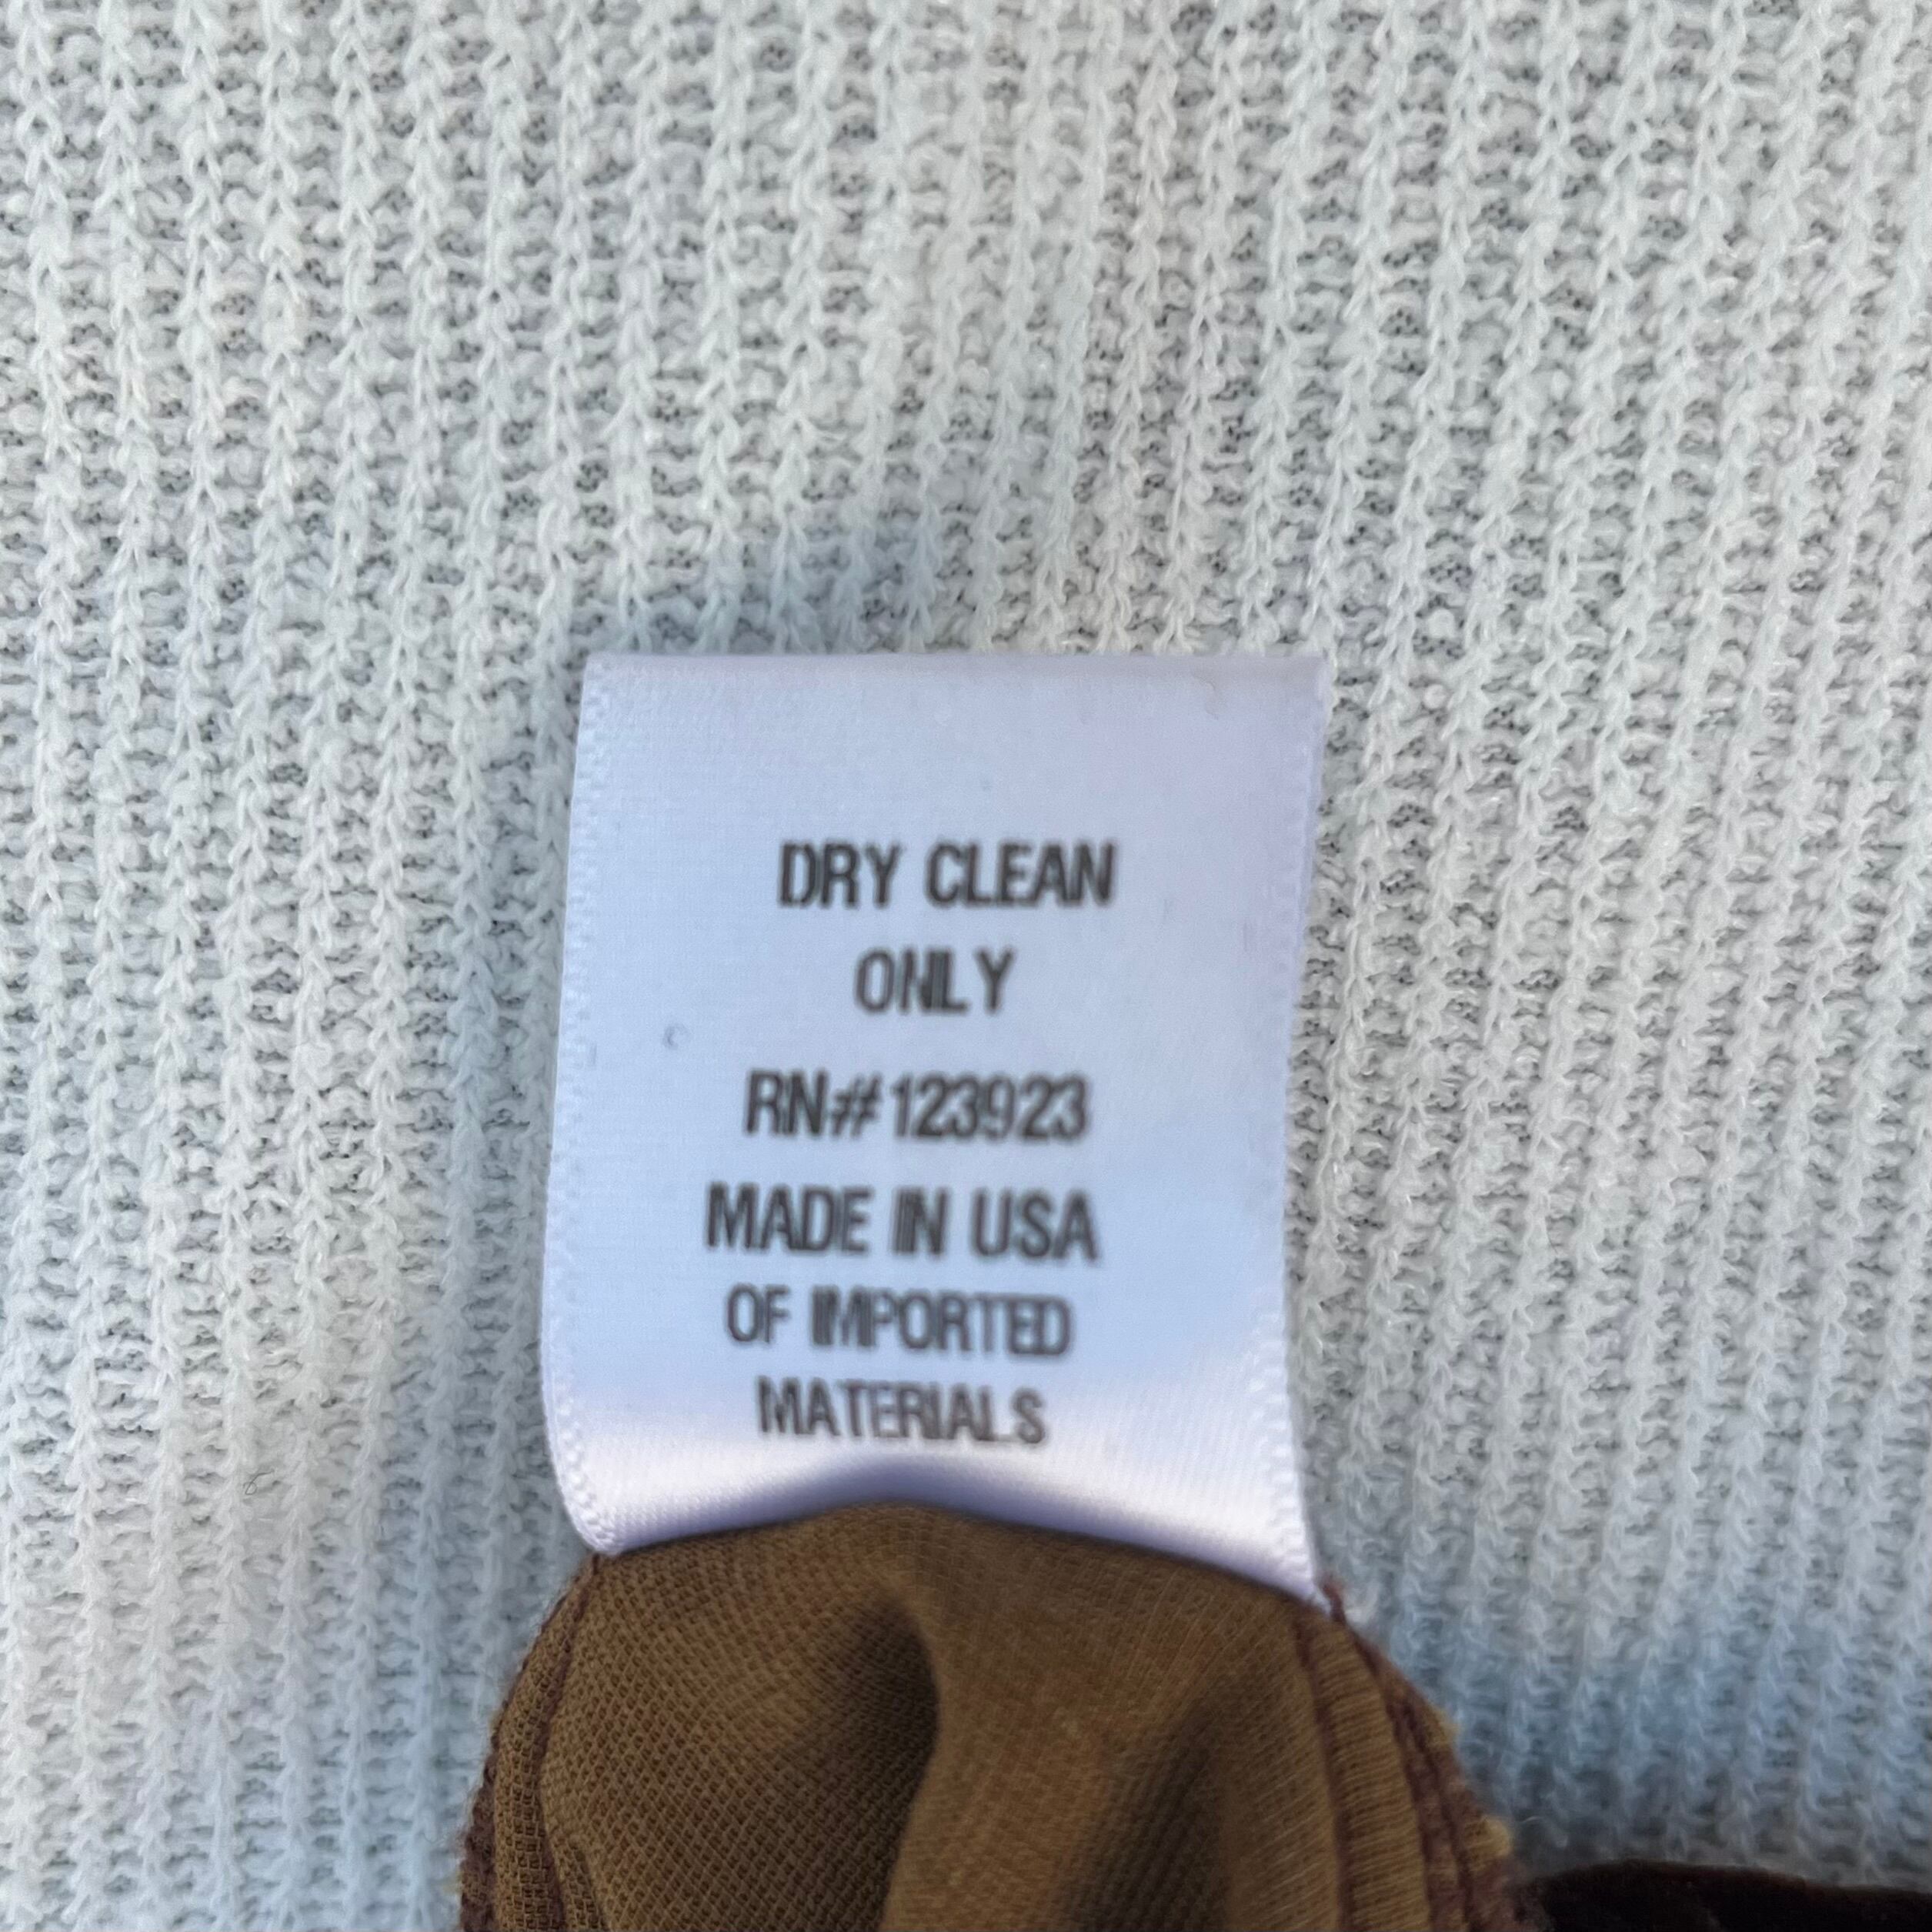 DRY CLEAN
ONLY
RN#123923
MADE IN USA
OF IMPORTED
MATERIALS